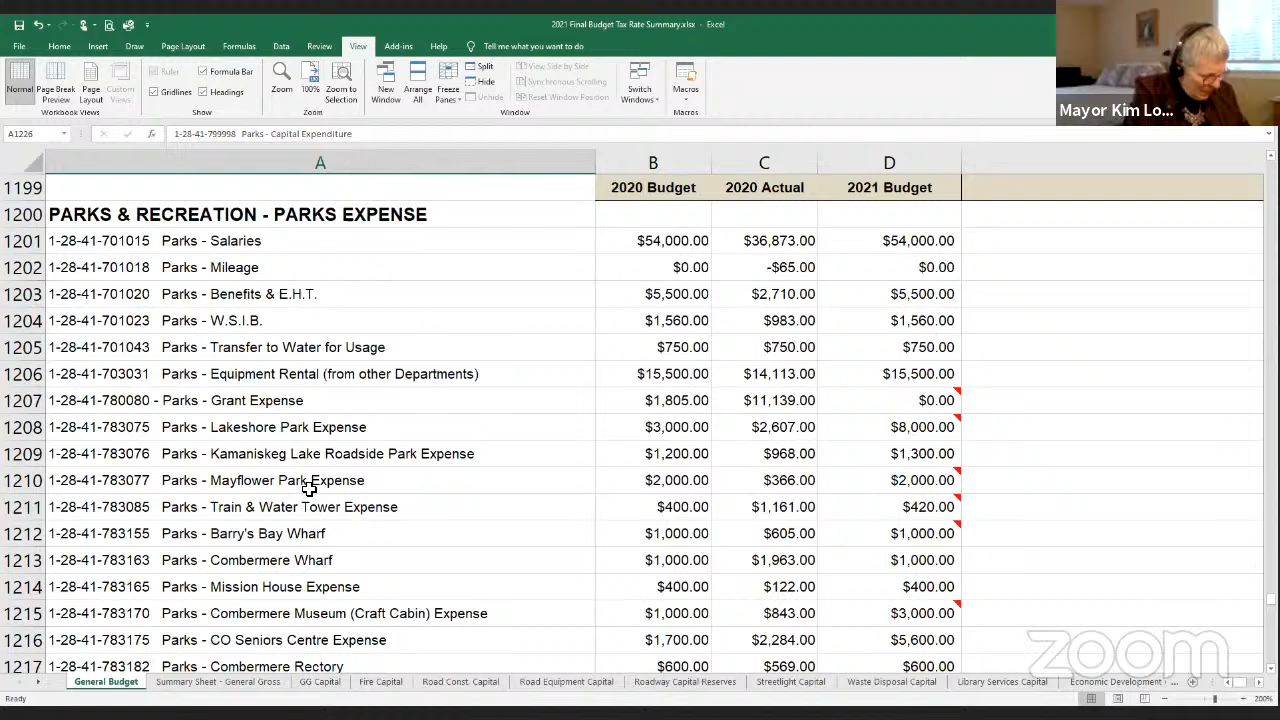 2021 Final Budget Tax Rate Summary.xlsx - Excel
File Home Insert Draw Page Layout Formulas Data Review View Add-ins Help Tell me what you want to do
Normal Page Break Preview Page Layout Custom Views
Ruler Formula Bar
Gridlines Headings
Zoom 100% Zoom to Selection
New Window Arrange All Freeze Panes
Split
Hide
Unhide
View Side by Side
Synchronous Scrolling
Reset Window Position
Switch Windows Macros
Workbook Views Show Zoom Window Macros
Mayor Kim Lo...
A1226 fx 1-28-41-799998 Parks - Capital Expenditure
A B C D
1199 2020 Budget 2020 Actual 2021 Budget
1200 PARKS & RECREATION - PARKS EXPENSE
1201 1-28-41-701015 Parks - Salaries $54,000.00 $36,873.00 $54,000.00
1202 1-28-41-701018 Parks - Mileage $0.00 -$65.00 $0.00
1203 1-28-41-701020 Parks - Benefits & E.H.T. $5,500.00 $2,710.00 $5,500.00
1204 1-28-41-701023 Parks - W.S.I.B. $1,560.00 $983.00 $1,560.00
1205 1-28-41-701043 Parks - Transfer to Water for Usage $750.00 $750.00 $750.00
1206 1-28-41-703031 Parks - Equipment Rental (from other Departments) $15,500.00 $14,113.00 $15,500.00
1207 1-28-41-780080 - Parks - Grant Expense $1,805.00 $11,139.00 $0.00
1208 1-28-41-783075 Parks - Lakeshore Park Expense $3,000.00 $2,607.00 $8,000.00
1209 1-28-41-783076 Parks - Kamaniskeg Lake Roadside Park Expense $1,200.00 $968.00 $1,300.00
1210 1-28-41-783077 Parks - Mayflower Park Expense $2,000.00 $366.00 $2,000.00
1211 1-28-41-783085 Parks - Train & Water Tower Expense $400.00 $1,161.00 $420.00
1212 1-28-41-783155 Parks - Barry's Bay Wharf $1,000.00 $605.00 $1,000.00
1213 1-28-41-783163 Parks - Combermere Wharf $1,000.00 $1,963.00 $1,000.00
1214 1-28-41-783165 Parks - Mission House Expense $400.00 $122.00 $400.00
1215 1-28-41-783170 Parks - Combermere Museum (Craft Cabin) Expense $1,000.00 $843.00 $3,000.00
1216 1-28-41-783175 Parks - CO Seniors Centre Expense $1,700.00 $2,284.00 $5,600.00
1217 1-28-41-783182 Parks - Combermere Rectory $600.00 $569.00 $600.00
zoom
General Budget Summary Sheet - General Gross GG Capital Fire Capital Road Const. Capital Road Equipment Capital Roadway Capital Reserves Streetlight Capital Waste Disposal Capital Library Services Capital Economic Development ...
Ready 200%